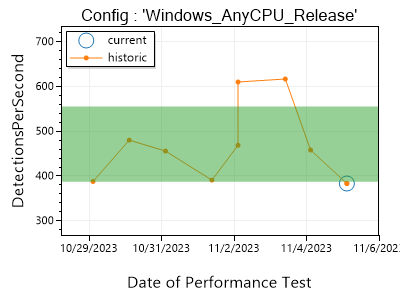 Config : 'Windows_AnyCPU_Release'
current
historic
DetectionsPerSecond
700
600
500
400
300
10/29/2023
10/31/2023
11/2/2023
11/4/2023
11/6/2023
Date of Performance Test